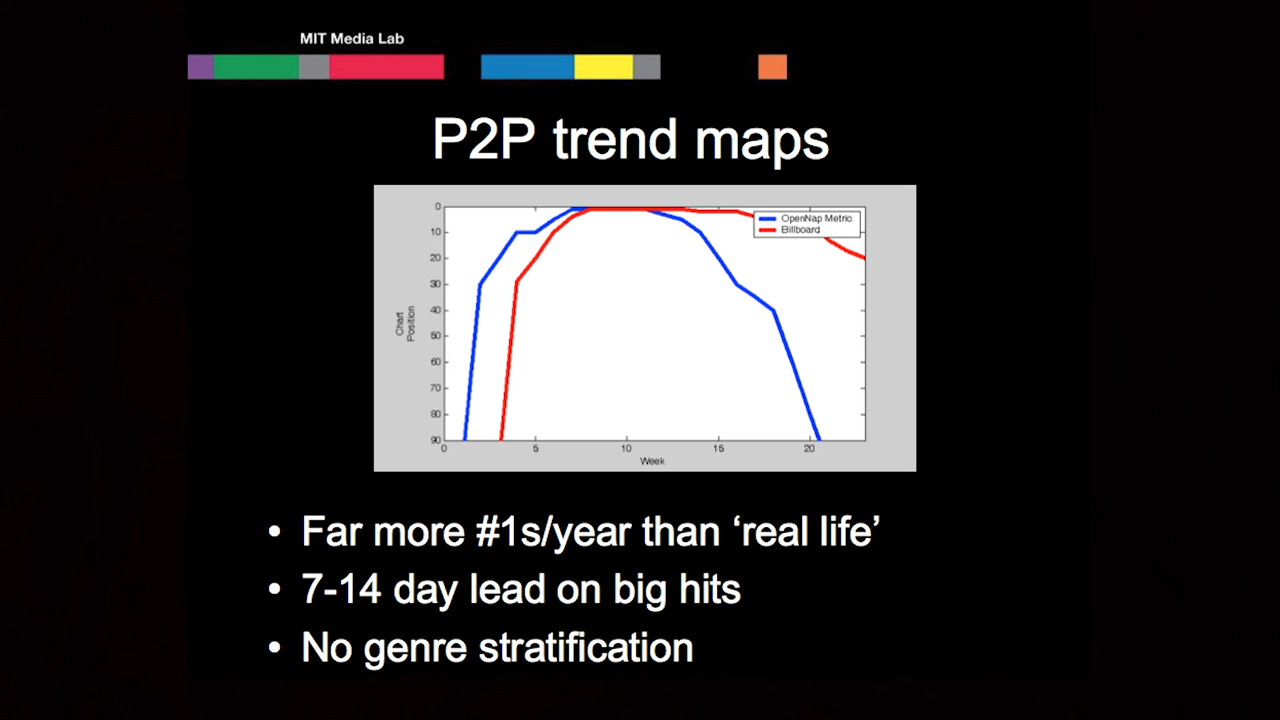 MIT Media Lab
P2P trend maps
0
10
20
30
40
50
60
70
80
90
Chart
Position
0
5
10
15
20
Week
OpenNap Metric
Billboard
• Far more #1s/year than ‘real life’
• 7-14 day lead on big hits
• No genre stratification